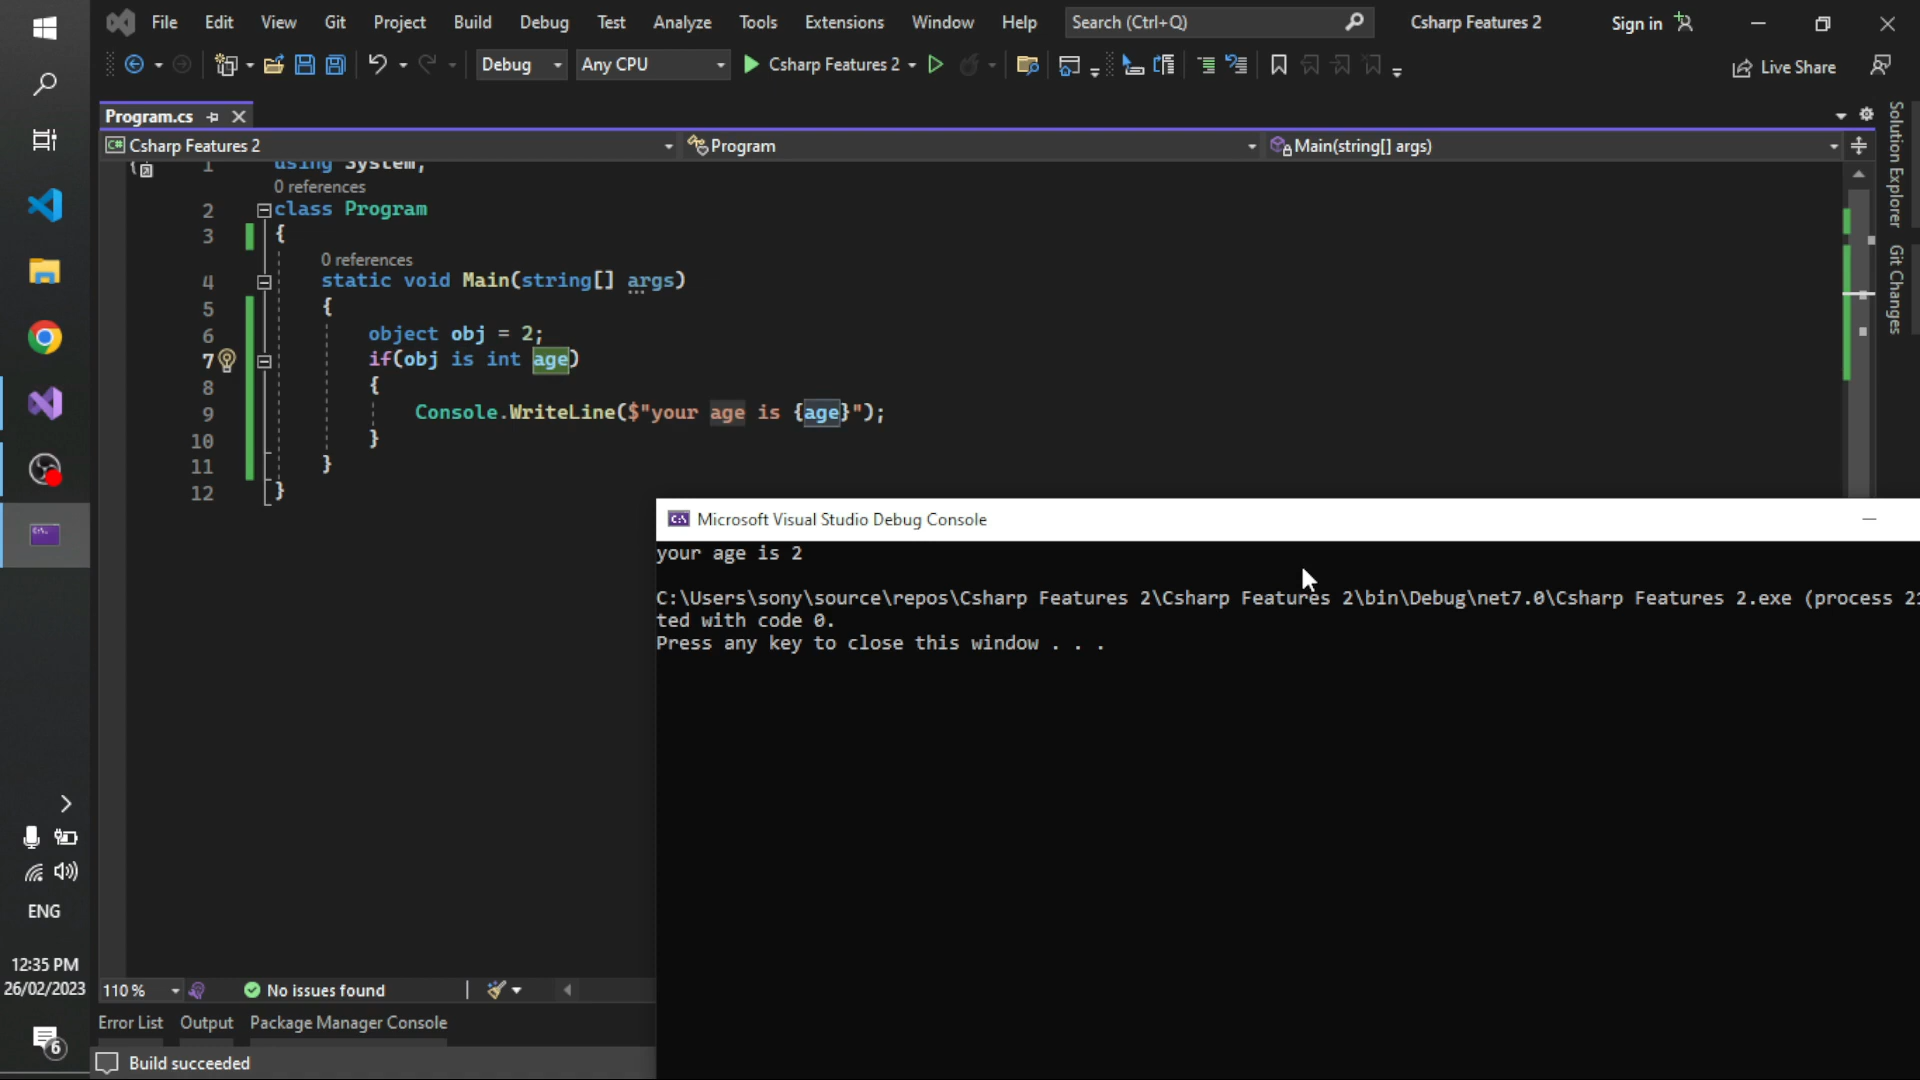 File Edit View Git Project Build Debug Test Analyze Tools Extensions Window Help Search (Ctrl+Q) Csharp Features 2 Sign in
Debug Any CPU Csharp Features 2 Live Share
Program.cs
C# Csharp Features 2 Program Main(string[] args)
Solution Explorer
Git Changes
1 using System;
0 references
2 class Program
3 {
0 references
4 static void Main(string[] args)
5 {
6 object obj = 2;
7 if(obj is int age)
8 {
9 Console.WriteLine($"your age is {age}");
10 }
11 }
12 }
Microsoft Visual Studio Debug Console
your age is 2
C:\Users\sony\source\repos\Csharp Features 2\Csharp Features 2\bin\Debug\net7.0\Csharp Features 2.exe (process
ted with code 0.
Press any key to close this window . . .
ENG
12:35 PM
26/02/2023
6
110 % No issues found
Error List Output Package Manager Console
Build succeeded